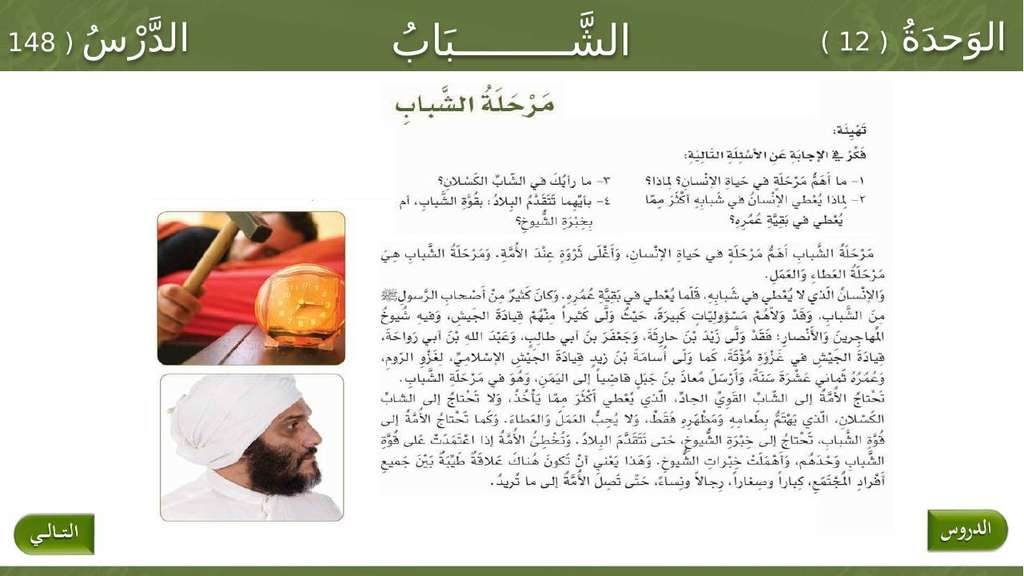 الوَحدَةُ ( 12 )
الشَّــــــــــبَابُ
الدَّرْسُ ( 148
مَرْحَلَةُ الشَّبابِ
تَهْيِئَة:
فَكِّرْ في الإجابَةِ عَنِ الأسْئِلَةِ التّالِيَةِ:
١- ما أهَمُّ مَرْحَلَةٍ في حَياةِ الإنْسانِ؟ لِماذا؟
٢- لِماذا يُعْطي الإنْسانُ في شَبابِهِ أكْثَرَ مِمّا
يُعْطي في بَقِيَّةِ عُمُرِهِ؟
٣- ما رأيُكَ في الشّابِّ الكَسْلانِ؟
٤- بأيِّهِما تَتَقَدَّمُ البِلادُ: بقُوَّةِ الشَّبابِ، أم
بِخِبْرَةِ الشُّيوخِ؟
مَرْحَلَةُ الشَّبابِ أهَمُّ مَرْحَلَةٍ في حَياةِ الإنْسانِ، وَأغْلَى ثَرْوَةٍ عِنْدَ الأُمَّةِ. وَمَرْحَلَةُ الشَّبابِ هِيَ
مَرْحَلَةُ العَطاءِ وَالعَمَلِ.
وَالإنْسانُ الَّذي لا يُعْطي في شَبابِهِ، قَلَّما يُعْطي في بَقِيَّةِ عُمُرِهِ. وَكانَ كَثيرٌ مِنْ أصْحابِ الرَّسولِ ﷺ
مِنَ الشَّبابِ، وَقَدْ وَلّاهُمْ مَسْؤوليّاتٍ كَبيرَةً، حَيْثُ وَلَّى كَثيراً مِنْهُمْ قِيادَةَ الجَيشِ، وَفيهِ شُيوخُ
المُهاجِرينَ وَالأنْصارِ: فَقَدْ وَلَّى زَيْدَ بْنَ حارِثَةَ، وَجَعْفَرَ بْنَ أبي طالِبٍ، وَعَبْدَ اللهِ بْنَ أبي رَواحَةَ،
قِيادَةَ الجَيْشِ في غَزْوَةِ مُؤْتَةَ، كَما وَلَّى أُسامَةَ بْنَ زيدٍ قِيادَةَ الجَيْشِ الإسْلامِيِّ، لِغَزْوِ الرّومِ،
وَعُمُرُهُ ثَماني عَشْرَةَ سَنَةً، وَأرْسَلَ مُعاذَ بنَ جَبَلٍ قاضِياً إلى اليَمَنِ، وَهُوَ في مَرْحَلَةِ الشَّبابِ.
تَحْتاجُ الأُمَّةُ إلى الشّابِّ القَوِيِّ الجادِّ، الَّذي يُعْطي أكْثَرَ مِمّا يَأخُذُ، وَلا تَحْتاجُ إلى الشّابِّ
الكَسْلانِ، الَّذي يَهْتَمُّ بِطَعامِهِ وَمَظْهَرِهِ فَقَطْ، وَلا يُحِبُّ العَمَلَ وَالعَطاءَ. وَكَما تَحْتاجُ الأُمَّةُ إلى
قُوَّةِ الشَّبابِ، تَحْتاجُ إلى خِبْرَةِ الشُّيوخِ، حَتى تَتَقَدَّمَ البِلادُ. وَتُخْطِئُ الأُمَّةُ إذا اعْتَمَدَتْ عَلى قُوَّةِ
الشَّبابِ وَحْدَهُم، وَأهْمَلَتْ خِبْراتِ الشُّيوخِ. وَهَذا يَعْني أنْ تَكونَ هُناكَ عَلاقَةٌ طَيِّبَةٌ بَيْنَ جَميعِ
أفْرادِ المُجْتَمَعِ، كِباراً وصِغاراً، رِجالاً ونِساءً، حَتّى تَصِلَ الأُمَّةُ إلى ما تُريدُ.
الدروس
التـالـي